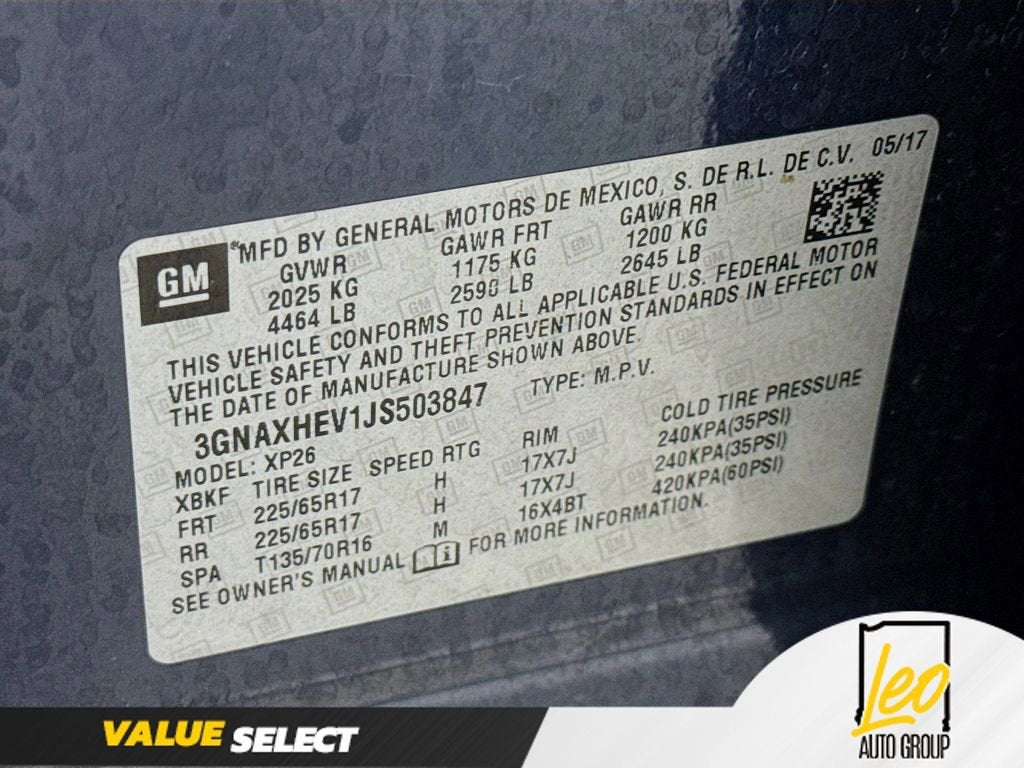 GM
*MFD BY GENERAL MOTORS DE MEXICO, S. DE R.L. DE C.V. 05/17
GVWR GAWR FRT GAWR RR
2025 KG 1175 KG 1200 KG
4464 LB 2590 LB 2645 LB
THIS VEHICLE CONFORMS TO ALL APPLICABLE U.S. FEDERAL MOTOR
VEHICLE SAFETY AND THEFT PREVENTION STANDARDS IN EFFECT ON
THE DATE OF MANUFACTURE SHOWN ABOVE.
3GNAXHEV1JS503847 TYPE: M.P.V.
MODEL: XP26
XBKF TIRE SIZE SPEED RTG RIM COLD TIRE PRESSURE
FRT 225/65R17 H 17X7J 240KPA(35PSI)
RR 225/65R17 H 17X7J 240KPA(35PSI)
SPA T135/70R16 M 16X4BT 420KPA(60PSI)
SEE OWNER'S MANUAL FOR MORE INFORMATION.
VALUE SELECT
Leo
AUTO GROUP